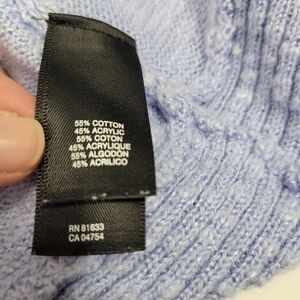 55% COTTON
45% ACRYLIC
55% COTON
45% ACRYLIQUE
55% ALGODÓN
45% ACRILICO
RN 81633
CA 04754